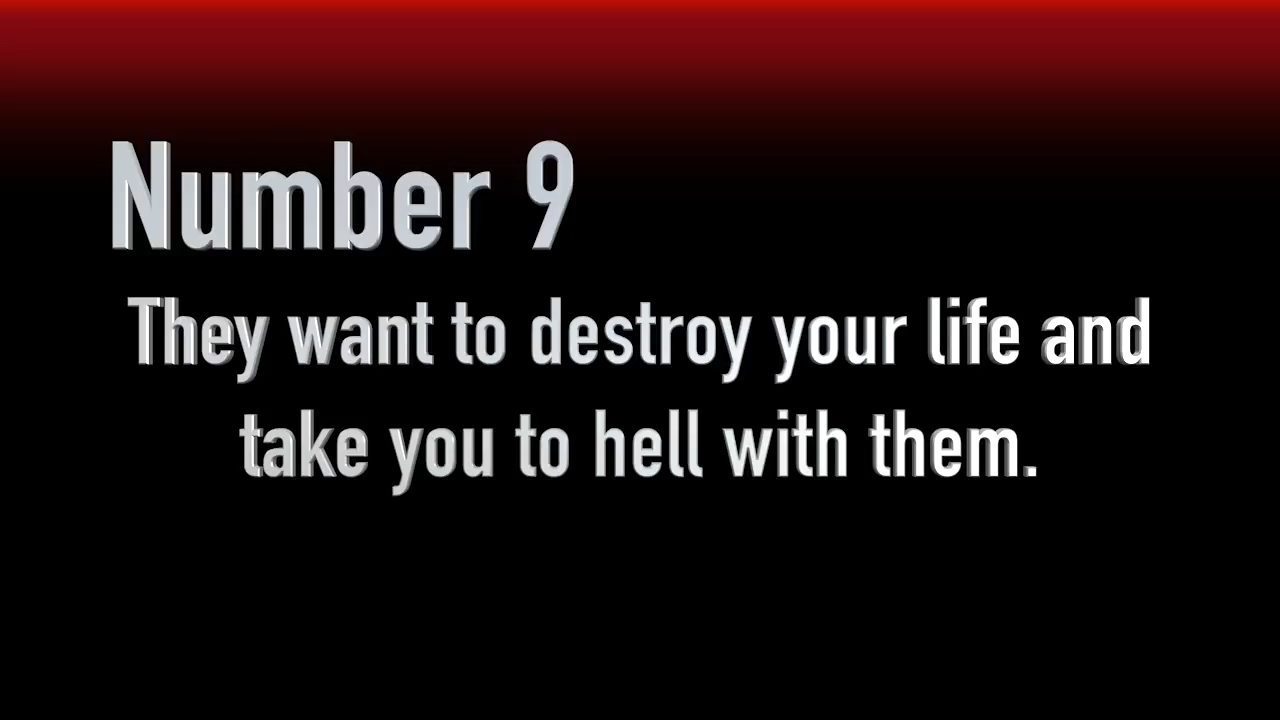 Number 9
They want to destroy your life and
take you to hell with them.